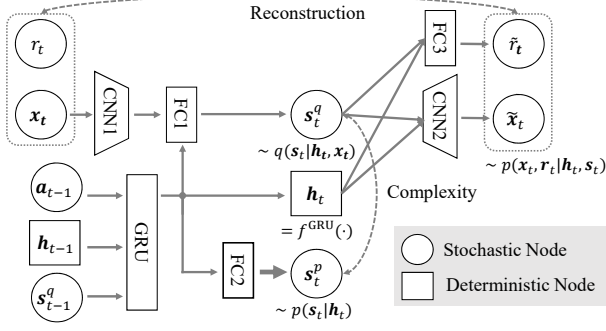 Reconstruction
r_t
x_t
CNN1
FC1
s_t^q
~ q(s_t|h_t, x_t)
FC3
CNN2
r̃_t
x̃_t
~ p(x_t, r_t|h_t, s_t)
a_{t-1}
h_{t-1}
s_{t-1}^q
GRU
h_t
= f^GRU(·)
Complexity
FC2
s_t^p
~ p(s_t|h_t)
Stochastic Node
Deterministic Node